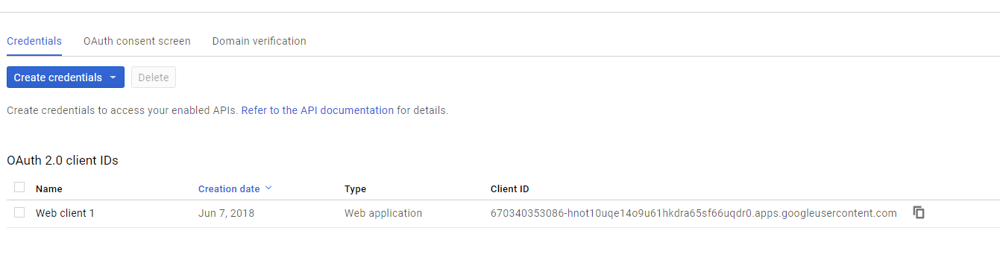 Credentials OAuth consent screen Domain verification
Create credentials Delete
Create credentials to access your enabled APIs. Refer to the API documentation for details.
OAuth 2.0 client IDs
Name Creation date Type Client ID
Web client 1 Jun 7, 2018 Web application 670340353086-hnot10uqe14o9u61hkdra65sf66uqdr0.apps.googleusercontent.com